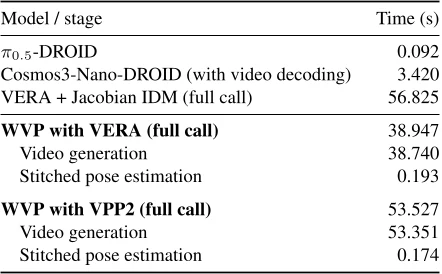 Model / stage Time (s)
π0.5-DROID 0.092
Cosmos3-Nano-DROID (with video decoding) 3.420
VERA + Jacobian IDM (full call) 56.825
WVP with VERA (full call) 38.947
Video generation 38.740
Stitched pose estimation 0.193
WVP with VPP2 (full call) 53.527
Video generation 53.351
Stitched pose estimation 0.174